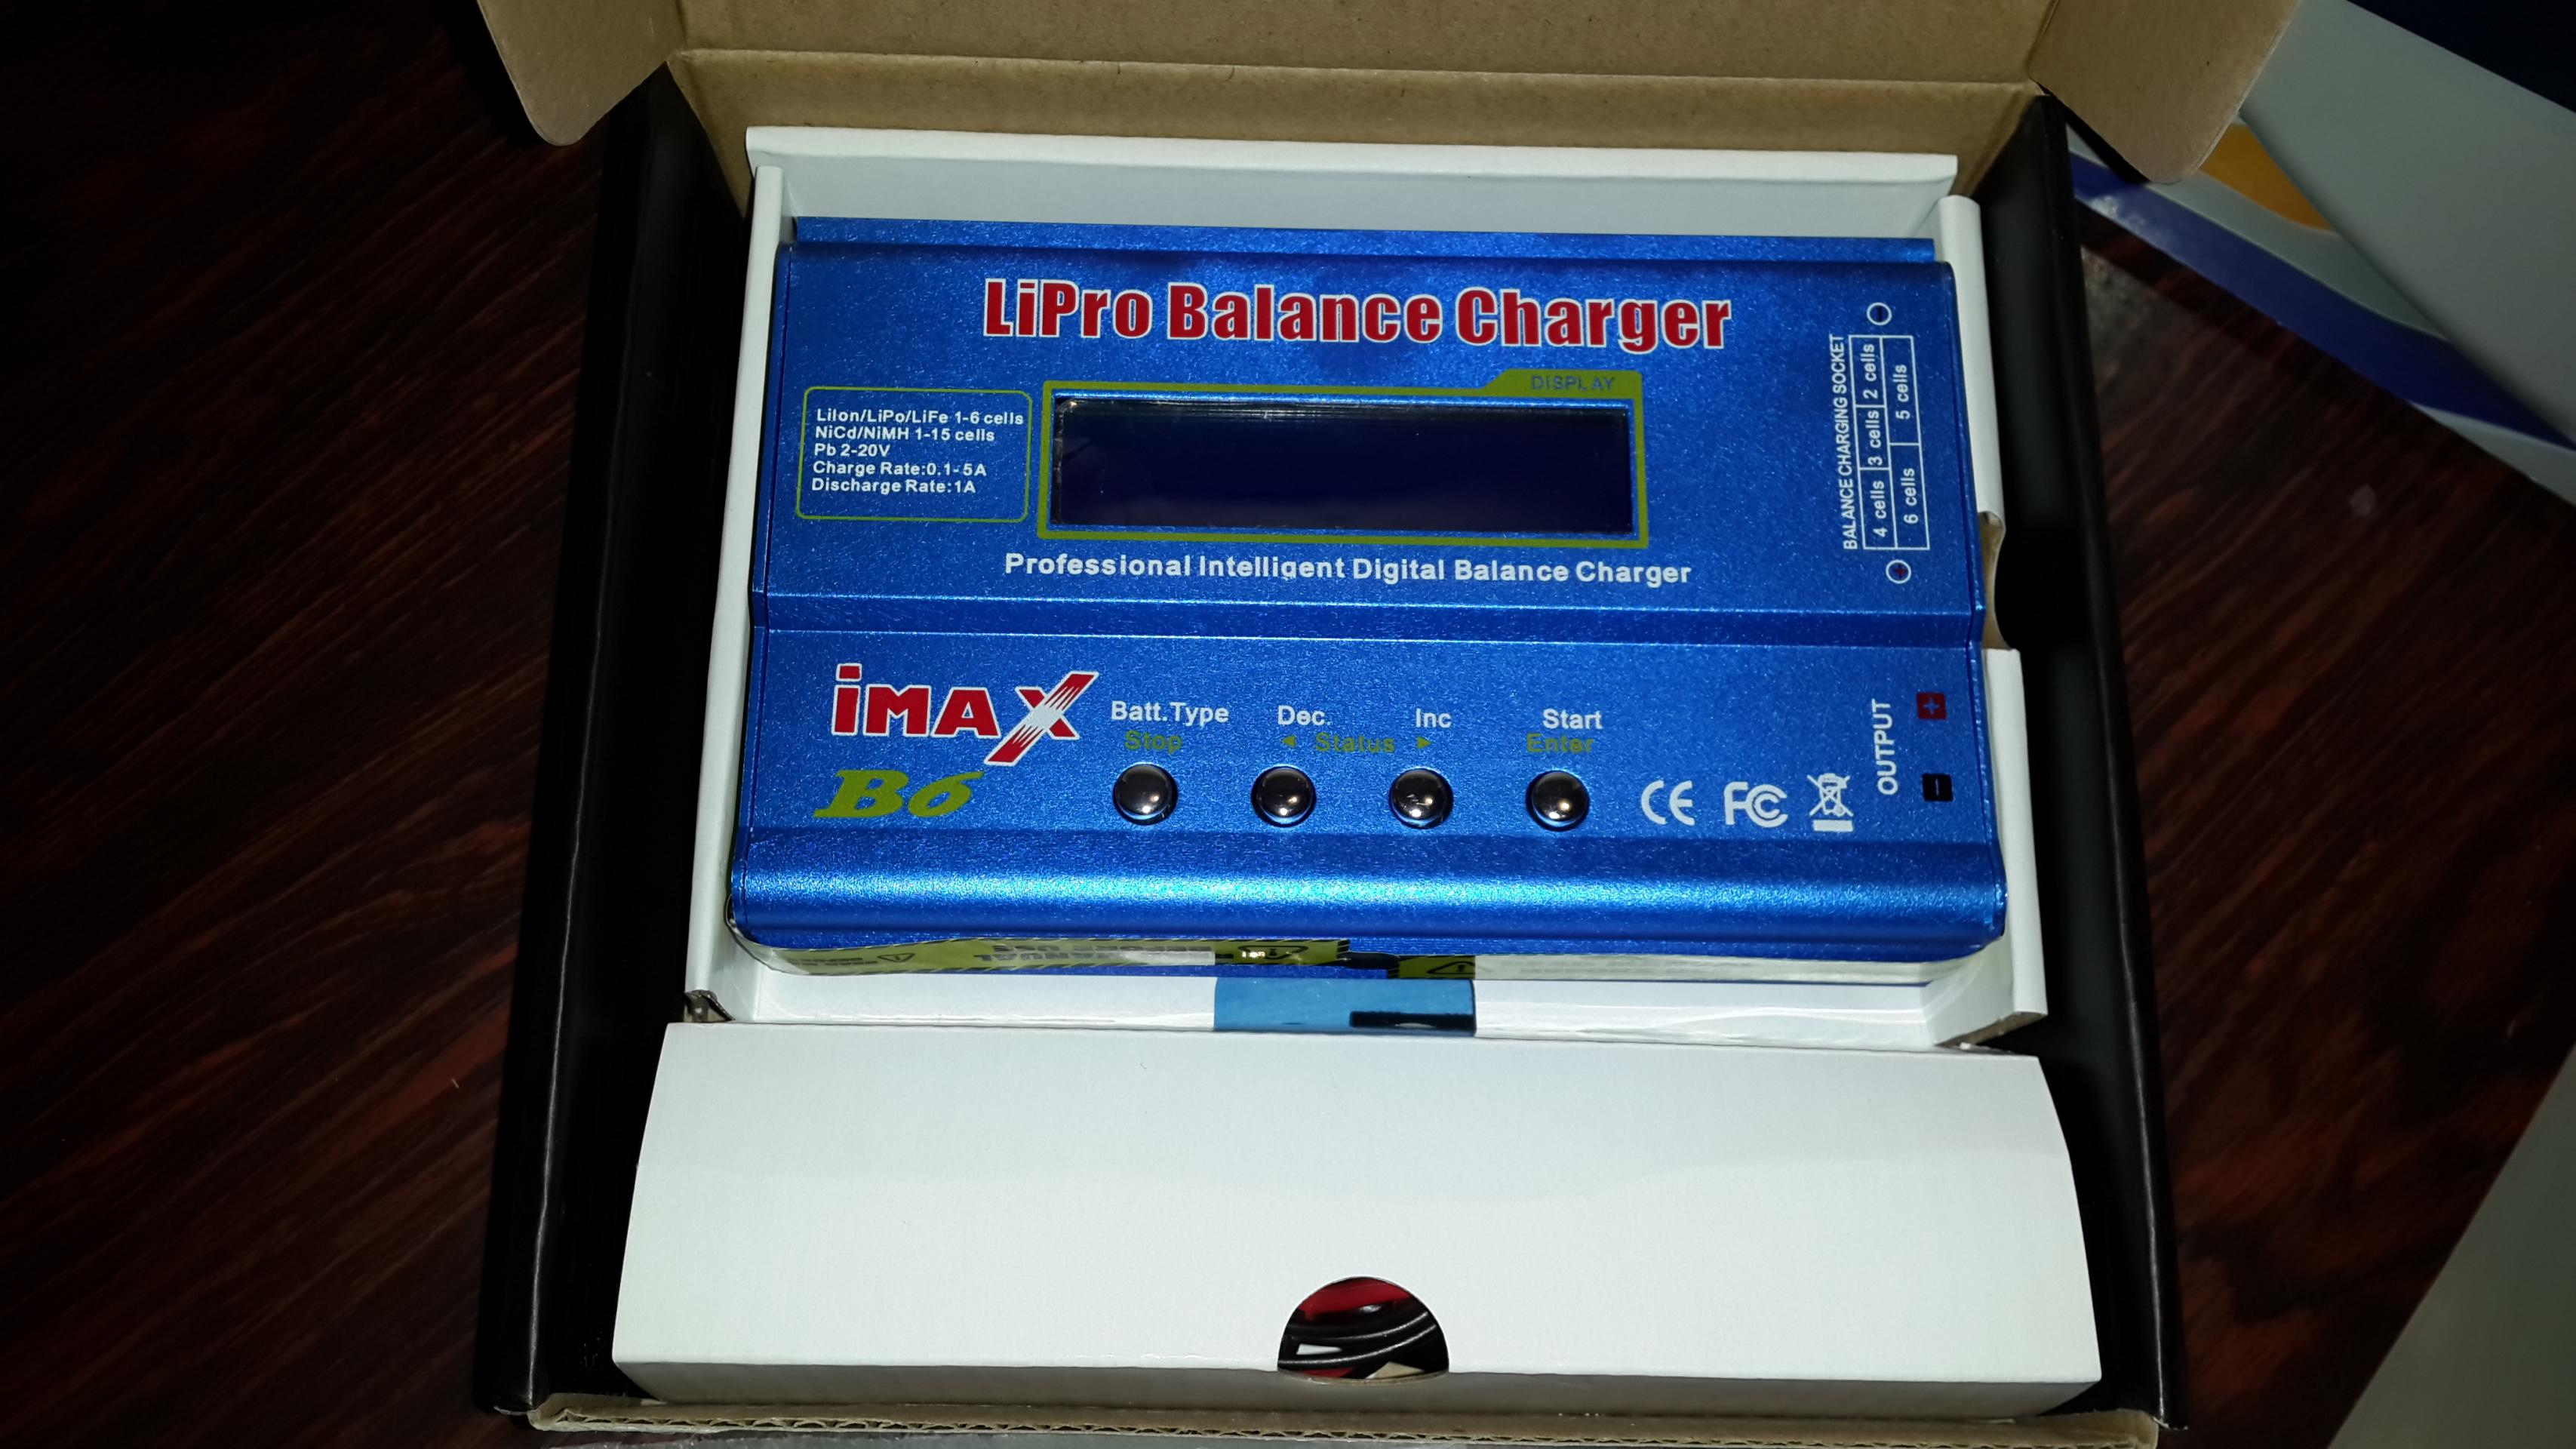 LiPro Balance Charger
DISPLAY
LiIon/LiPo/LiFe 1-6 cells
NiCd/NiMH 1-15 cells
Pb 2-20V
Charge Rate:0.1-5A
Discharge Rate:1A
Professional Intelligent Digital Balance Charger
BALANCE CHARGING SOCKET
4 cells 3 cells 2 cells
6 cells 5 cells
iMAX
B6
Batt.Type Dec. Inc Start
Stop ◄ Status ► Enter
CE FC
OUTPUT
+
-
MANUAL